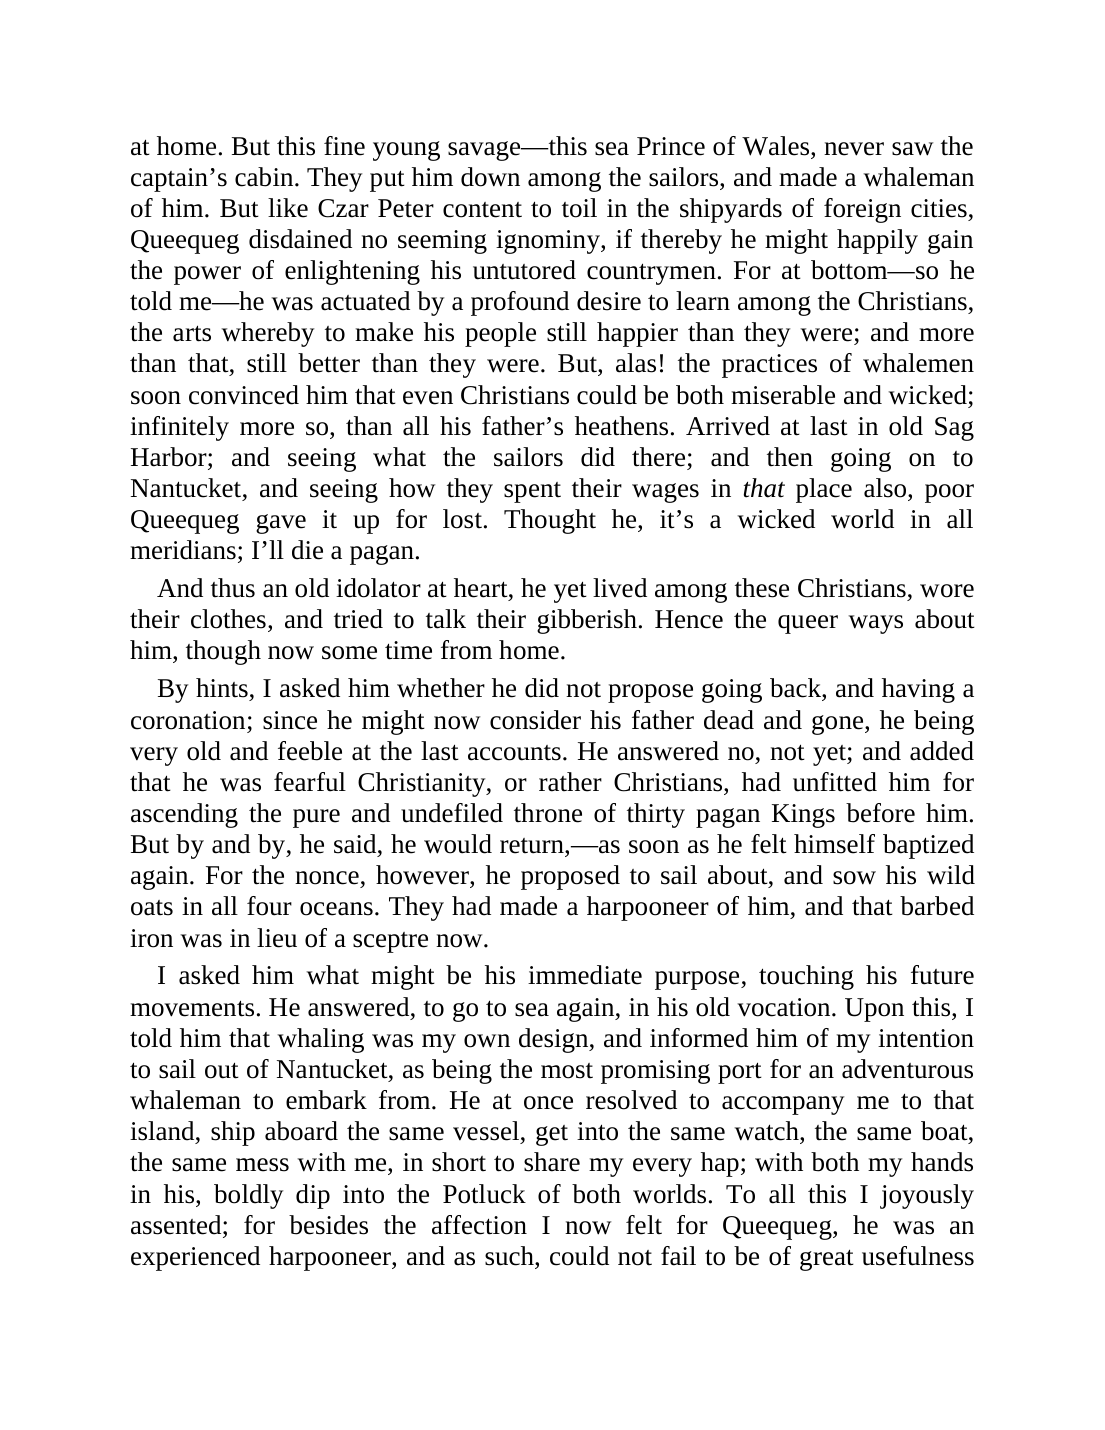 at home. But this fine young savage—this sea Prince of Wales, never saw the
captain’s cabin. They put him down among the sailors, and made a whaleman
of him. But like Czar Peter content to toil in the shipyards of foreign cities,
Queequeg disdained no seeming ignominy, if thereby he might happily gain
the power of enlightening his untutored countrymen. For at bottom—so he
told me—he was actuated by a profound desire to learn among the Christians,
the arts whereby to make his people still happier than they were; and more
than that, still better than they were. But, alas! the practices of whalemen
soon convinced him that even Christians could be both miserable and wicked;
infinitely more so, than all his father’s heathens. Arrived at last in old Sag
Harbor; and seeing what the sailors did there; and then going on to
Nantucket, and seeing how they spent their wages in that place also, poor
Queequeg gave it up for lost. Thought he, it’s a wicked world in all
meridians; I’ll die a pagan.
And thus an old idolator at heart, he yet lived among these Christians, wore
their clothes, and tried to talk their gibberish. Hence the queer ways about
him, though now some time from home.
By hints, I asked him whether he did not propose going back, and having a
coronation; since he might now consider his father dead and gone, he being
very old and feeble at the last accounts. He answered no, not yet; and added
that he was fearful Christianity, or rather Christians, had unfitted him for
ascending the pure and undefiled throne of thirty pagan Kings before him.
But by and by, he said, he would return,—as soon as he felt himself baptized
again. For the nonce, however, he proposed to sail about, and sow his wild
oats in all four oceans. They had made a harpooneer of him, and that barbed
iron was in lieu of a sceptre now.
I asked him what might be his immediate purpose, touching his future
movements. He answered, to go to sea again, in his old vocation. Upon this, I
told him that whaling was my own design, and informed him of my intention
to sail out of Nantucket, as being the most promising port for an adventurous
whaleman to embark from. He at once resolved to accompany me to that
island, ship aboard the same vessel, get into the same watch, the same boat,
the same mess with me, in short to share my every hap; with both my hands
in his, boldly dip into the Potluck of both worlds. To all this I joyously
assented; for besides the affection I now felt for Queequeg, he was an
experienced harpooneer, and as such, could not fail to be of great usefulness